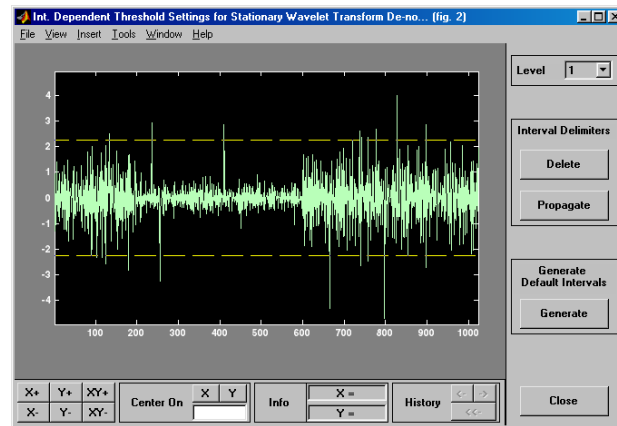 Int. Dependent Threshold Settings for Stationary Wavelet Transform De-no... (fig. 2)
File View Insert Tools Window Help
Level 1
4
3
2
1
0
-1
-2
-3
-4
100 200 300 400 500 600 700 800 900 1000
Interval Delimiters
Delete
Propagate
Generate
Default Intervals
Generate
X+ Y+ XY+
X- Y- XY-
Center On X Y
Info X =
Y =
History <- ->
<<-
Close